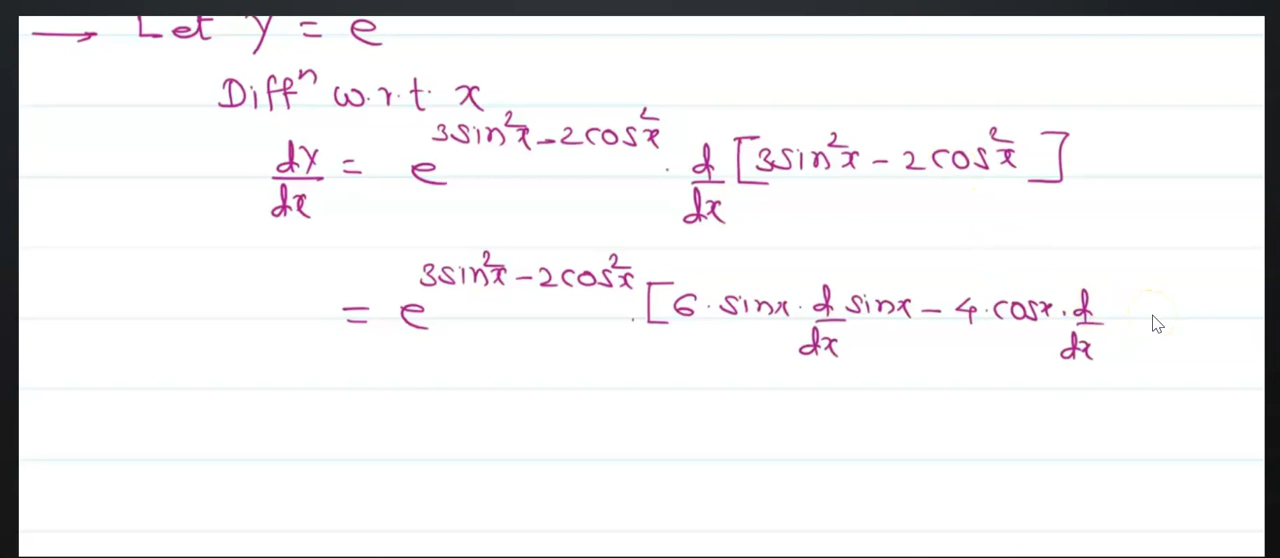 → Let y = e
Diffⁿ w.r.t. x
dy/dx = e^(3sin²x - 2cos²x) . d/dx [3sin²x - 2cos²x]
= e^(3sin²x - 2cos²x) . [6.sinx. d/dx sinx - 4.cosx. d/dx